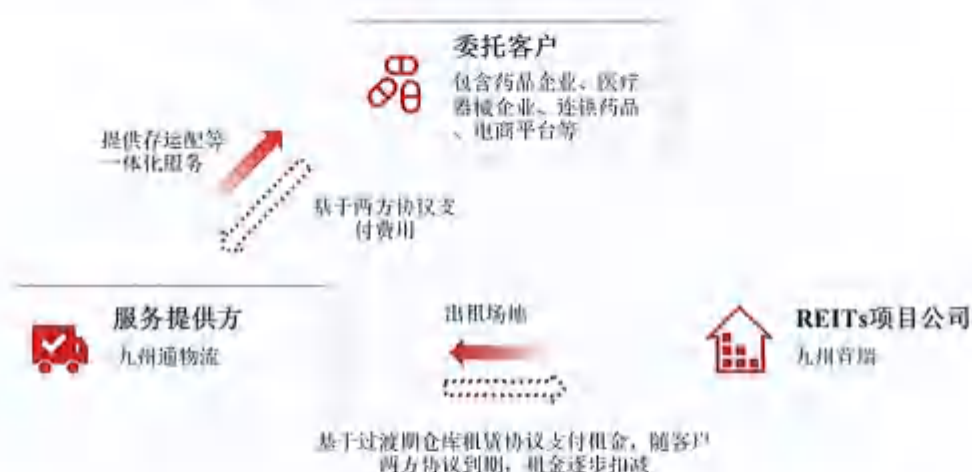 委托客户
包含药品企业、医疗
器械企业、连锁药品
、电商平台等
提供存运配等
一体化服务
基于两方协议支
付费用
服务提供方
九州通物流
出租场地
REITs项目公司
九州首瑞
基于过渡期仓库租赁协议支付租金，随客户
两方协议到期，租金逐步扣减